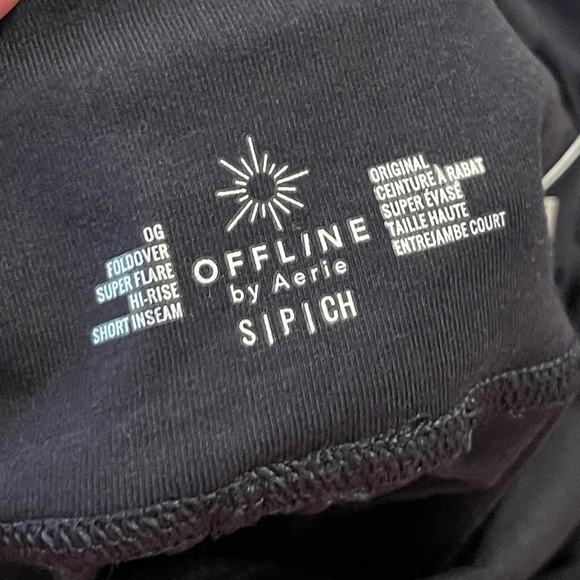 OG
FOLDOVER
SUPER FLARE
HI-RISE
SHORT INSEAM
OFFLINE
by Aerie
S|P|CH
ORIGINAL
CEINTURE À RABAT
SUPER ÉVASÉ
TAILLE HAUTE
ENTREJAMBE COURT